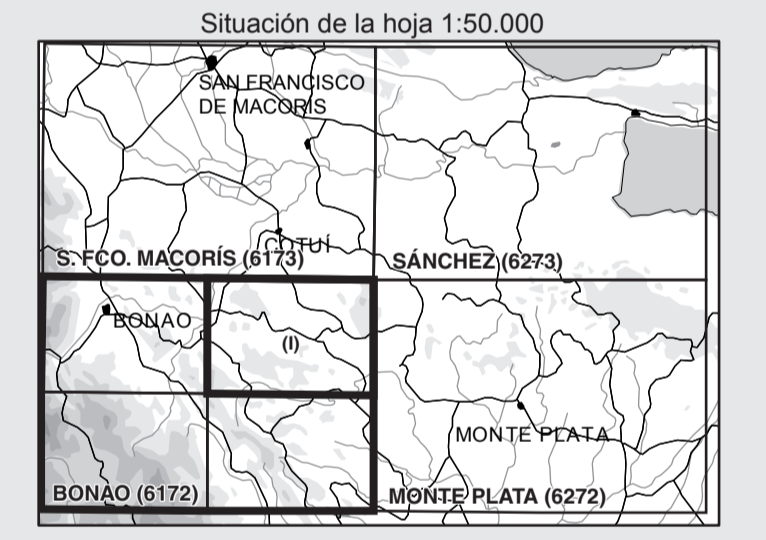 Situación de la hoja 1:50.000
SAN FRANCISCO
DE MACORÍS
COTUÍ
S. FCO. MACORÍS (6173)
SÁNCHEZ (6273)
BONAO
(I)
MONTE PLATA
BONAO (6172)
MONTE PLATA (6272)